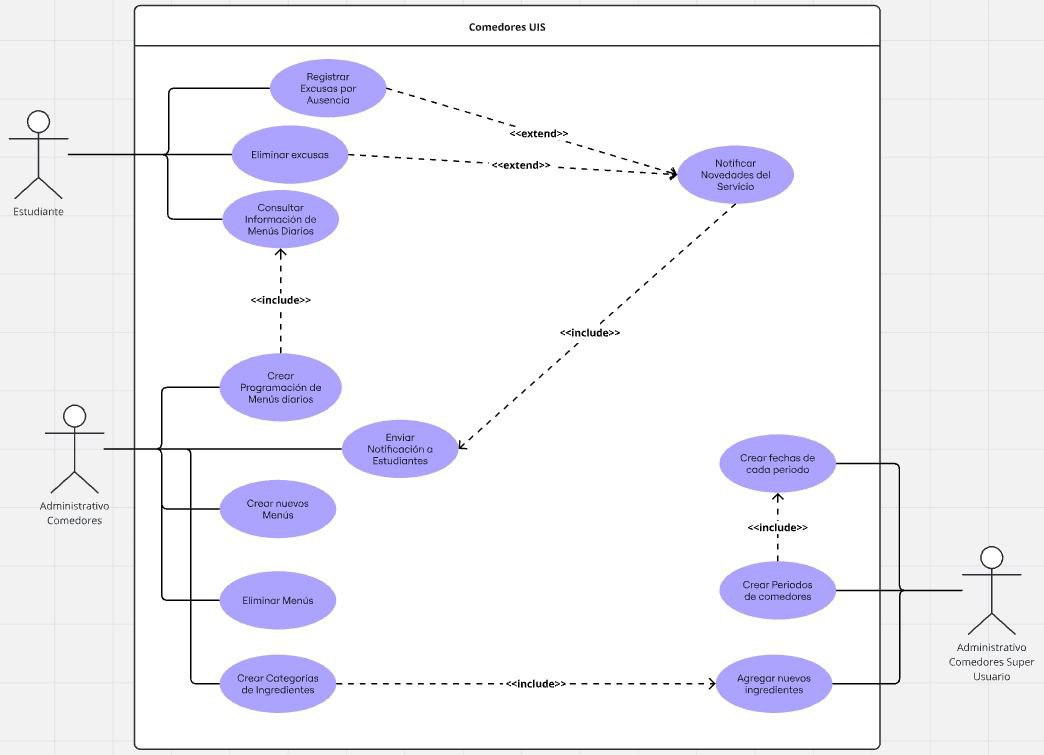 Comedores UIS
Registrar
Excusas por
Ausencia
<<extend>>
Eliminar excusas
<<extend>>
Notificar
Novedades del
Servicio
Estudiante
Consultar
Información de
Menús Diarios
<<include>>
<<include>>
Crear
Programación de
Menús diarios
Enviar
Notificación a
Estudiantes
Crear fechas de
cada periodo
Administrativo
Comedores
Crear nuevos
Menús
<<include>>
Eliminar Menús
Crear Periodos
de comedores
Administrativo
Comedores Super
Usuario
Crear Categorías
de Ingredientes
<<include>>
Agregar nuevos
ingredientes